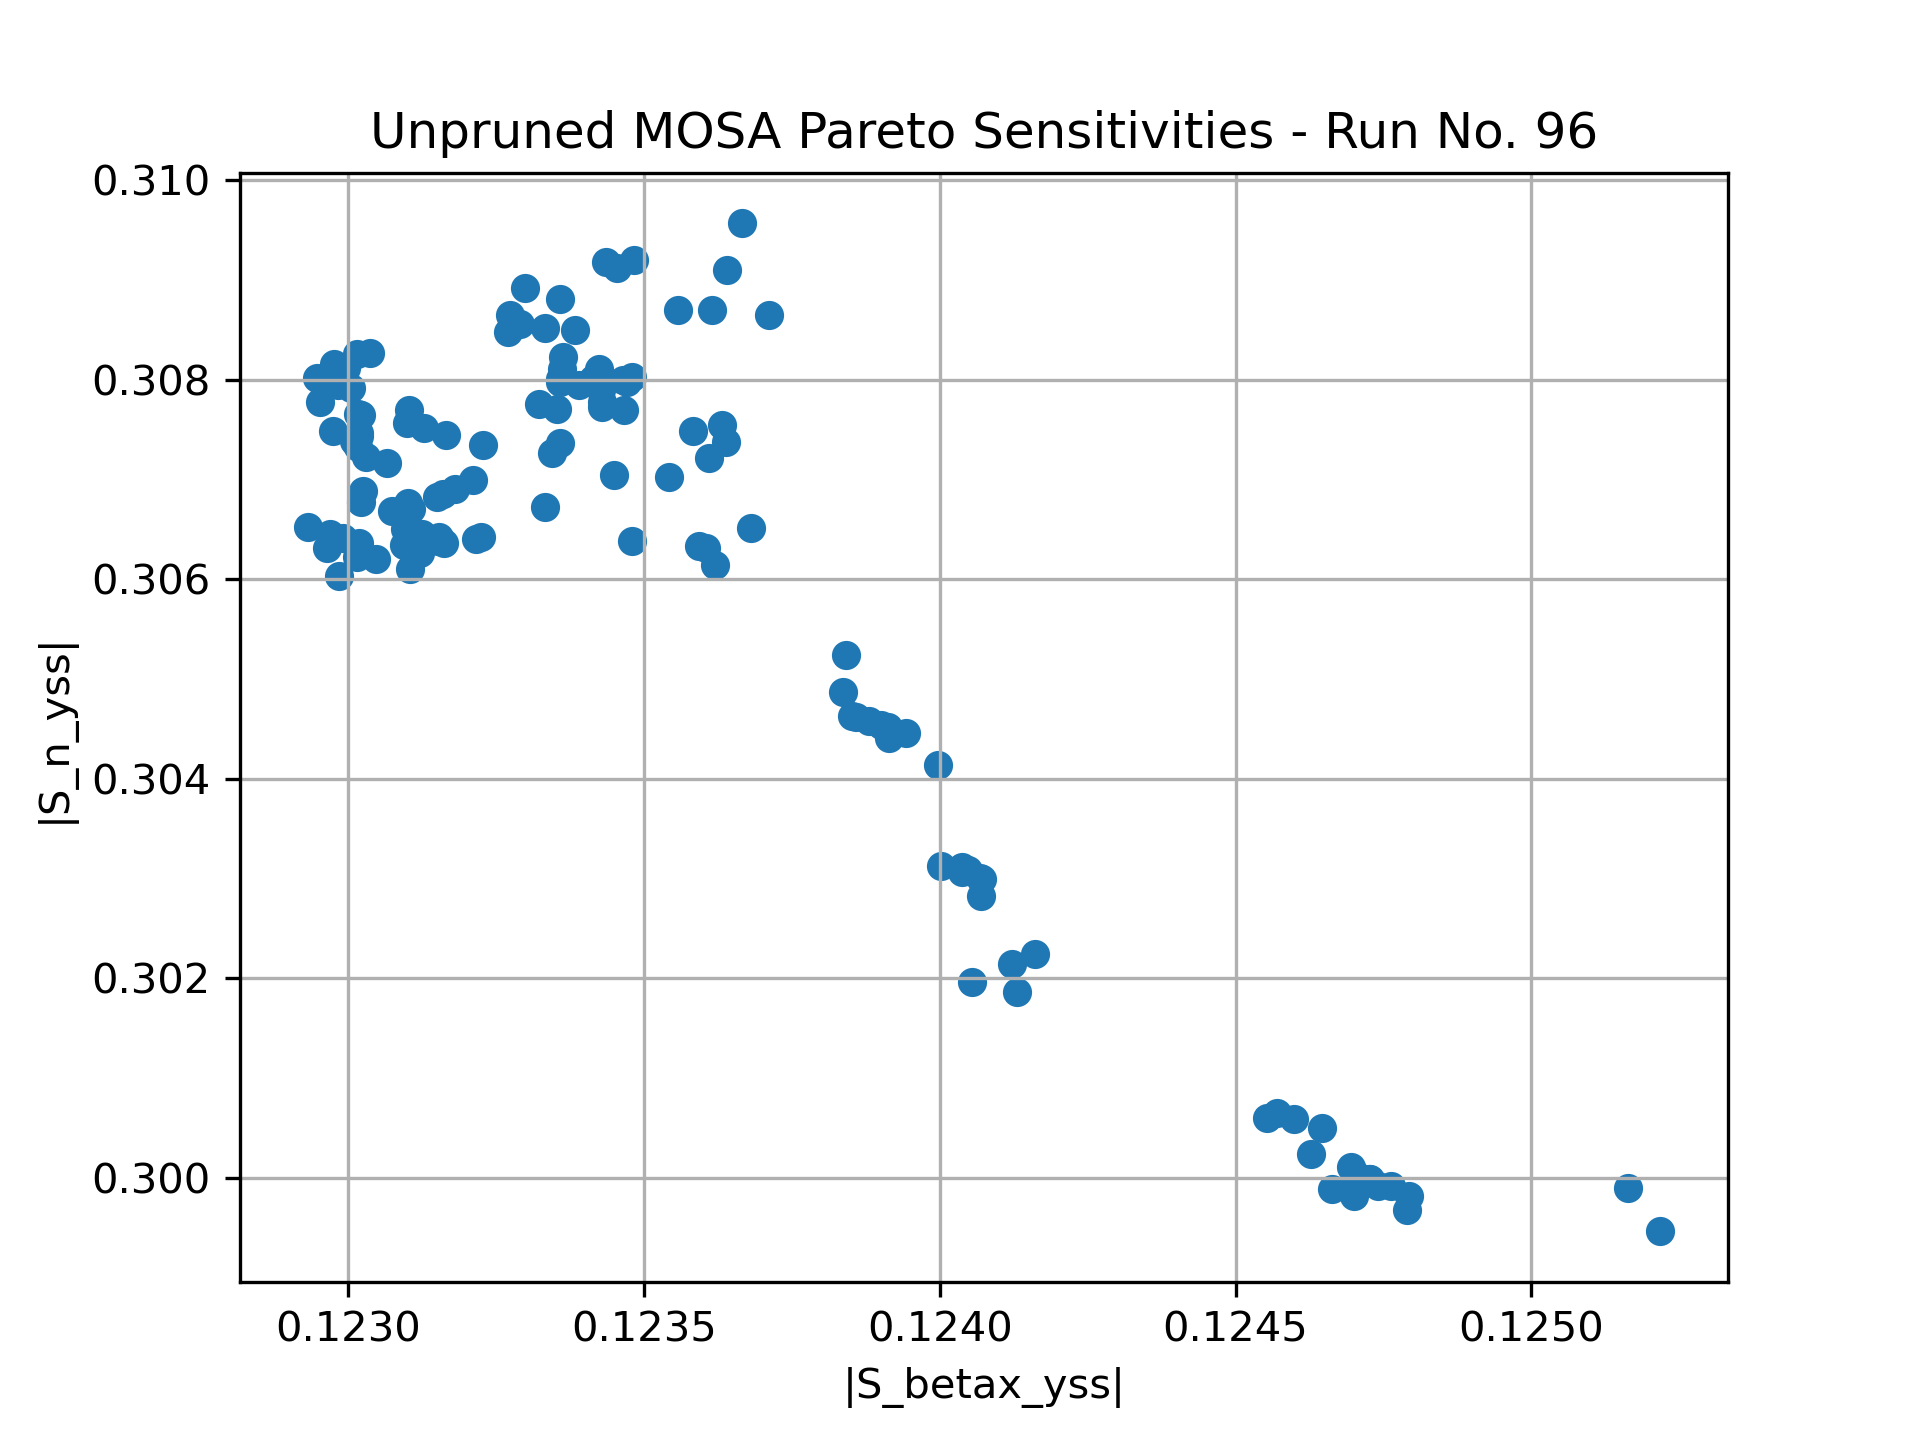 Unpruned MOSA Pareto Sensitivities - Run No. 96
0.310
0.308
0.306
0.304
0.302
0.300
|S_n_yss|
0.1230 0.1235 0.1240 0.1245 0.1250
|S_betax_yss|